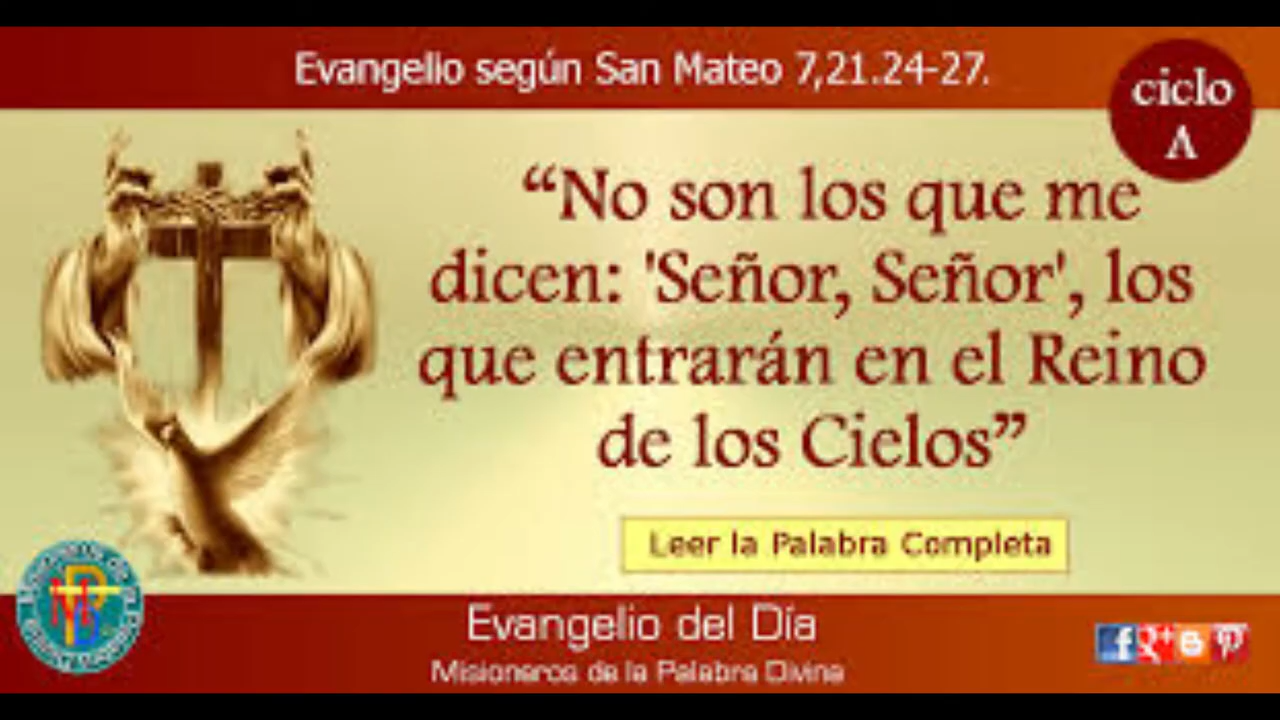 Evangelio según San Mateo 7,21.24-27.
ciclo
A
“No son los que me
dicen: 'Señor, Señor', los
que entrarán en el Reino
de los Cielos”
Leer la Palabra Completa
Evangelio del Día
Misioneros de la Palabra Divina